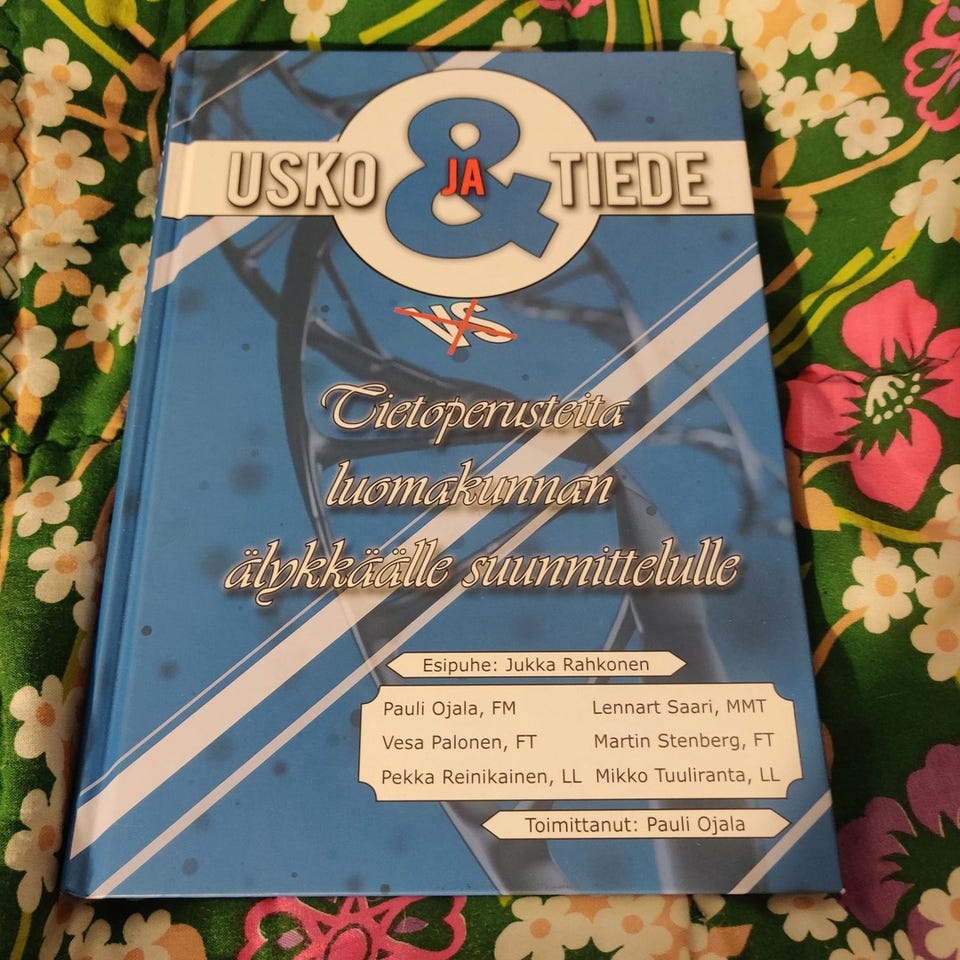 USKO & JA TIEDE
VS
Tietoperusteita
luomakunnan
älykkäälle suunnittelulle
Esipuhe: Jukka Rahkonen
Pauli Ojala, FM Lennart Saari, MMT
Vesa Palonen, FT Martin Stenberg, FT
Pekka Reinikainen, LL Mikko Tuuliranta, LL
Toimittanut: Pauli Ojala